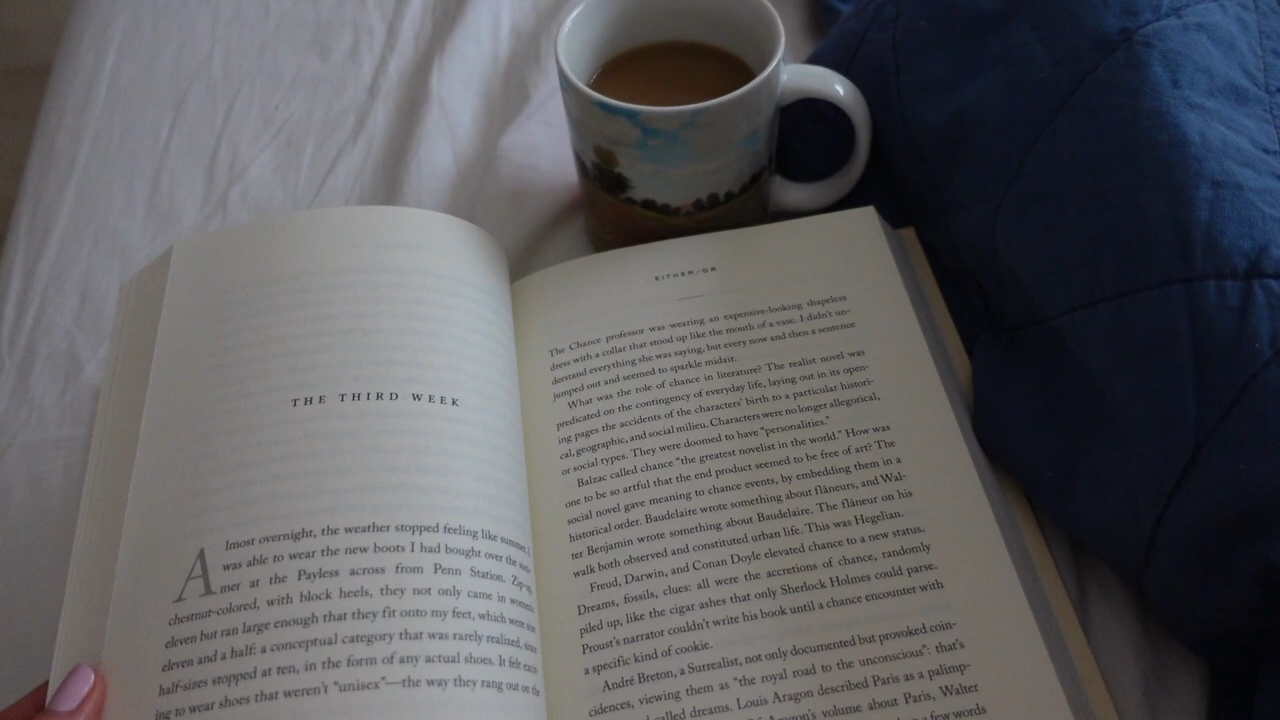 THE THIRD WEEK
Almost overnight, the weather stopped feeling like summer. I
was able to wear the new boots I had bought over the sum-
mer at the Payless across from Penn Station. Zip-up,
chestnut-colored, with block heels, they not only came in women's
eleven but ran large enough that they fit onto my feet, which were size
eleven and a half: a conceptual category that was rarely realized, since
half-sizes stopped at ten, in the form of any actual shoes. It felt exci-
ing to wear shoes that weren't "unisex"—the way they rang out on the
EITHER/OR
The Chance professor was wearing an expensive-looking shapeless
dress with a collar that stood up like the mouth of a vase. I didn't un-
derstand everything she was saying, but every now and then a sentence
jumped out and seemed to sparkle midair.
What was the role of chance in literature? The realist novel was
predicated on the contingency of everyday life, laying out in its open-
ing pages the accidents of the characters' birth to a particular histori-
cal, geographic, and social milieu. Characters were no longer allegorical,
or social types. They were doomed to have "personalities."
Balzac called chance "the greatest novelist in the world." How was
one to be so artful that the end product seemed to be free of art? The
social novel gave meaning to chance events, by embedding them in a
historical order. Baudelaire wrote something about flâneurs, and Wal-
ter Benjamin wrote something about Baudelaire. The flâneur on his
walk both observed and constituted urban life. This was Hegelian.
Freud, Darwin, and Conan Doyle elevated chance to a new status.
Dreams, fossils, clues: all were the accretions of chance, randomly
piled up, like the cigar ashes that only Sherlock Holmes could parse.
Proust's narrator couldn't write his book until a chance encounter with
a specific kind of cookie.
André Breton, a Surrealist, not only documented but provoked coin-
cidences, viewing them as "the royal road to the unconscious": that's
called dreams. Louis Aragon described Paris as a palimp-
Aragon's volume about Paris, Walter
a few words